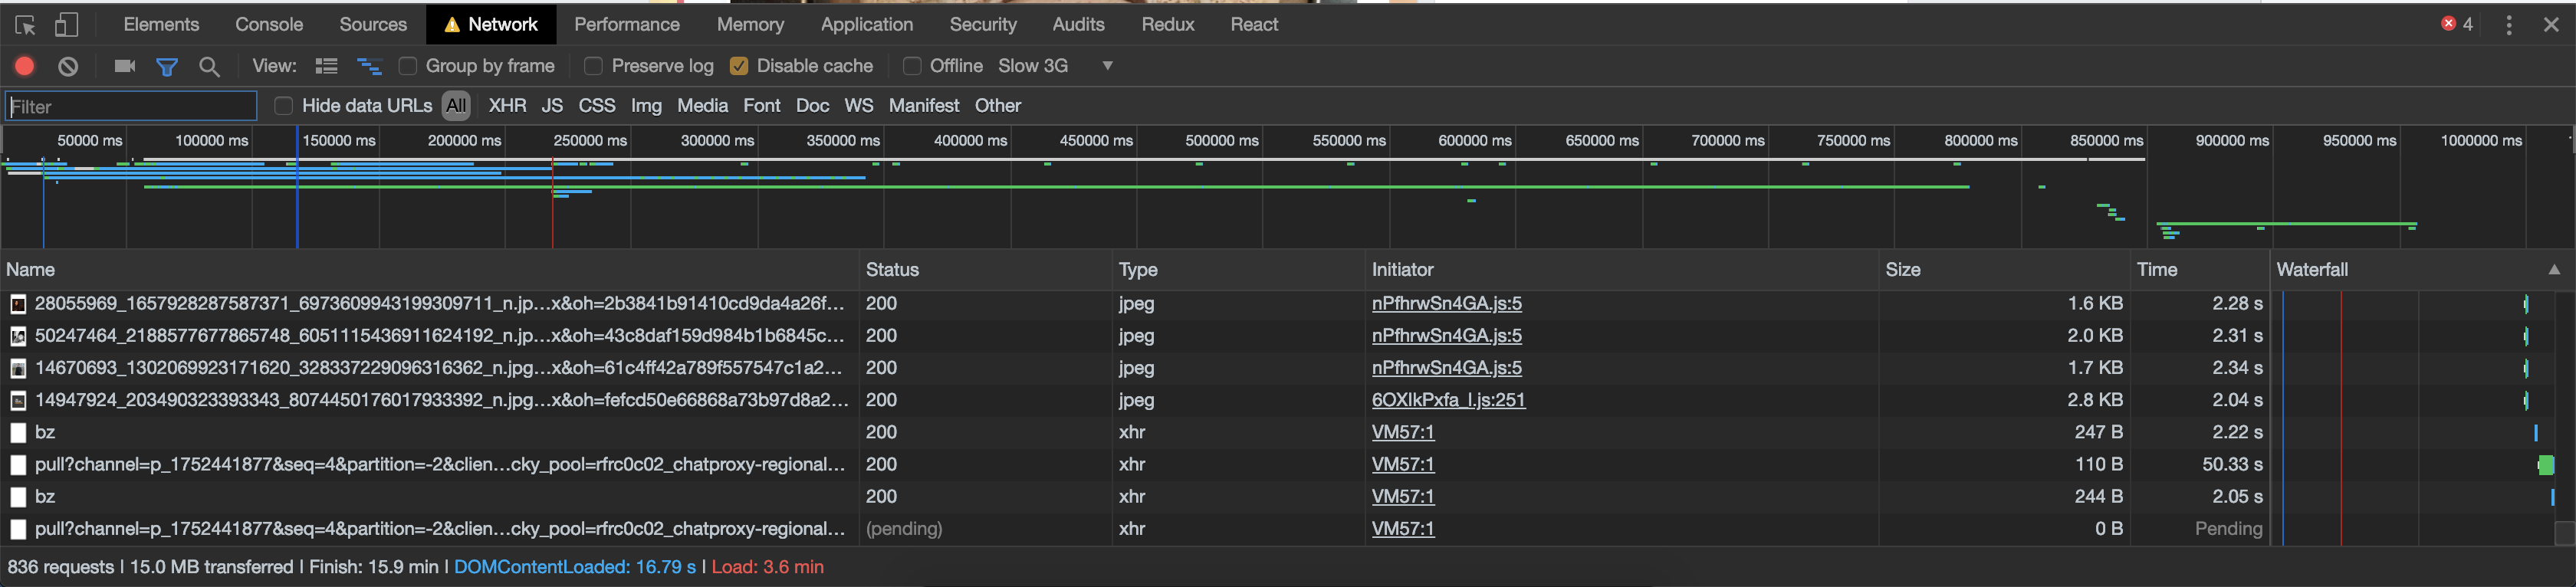 Elements Console Sources Network Performance Memory Application Security Audits Redux React 4
View: Group by frame Preserve log Disable cache Offline Slow 3G
Filter Hide data URLs All XHR JS CSS Img Media Font Doc WS Manifest Other
50000 ms 100000 ms 150000 ms 200000 ms 250000 ms 300000 ms 350000 ms 400000 ms 450000 ms 500000 ms 550000 ms 600000 ms 650000 ms 700000 ms 750000 ms 800000 ms 850000 ms 900000 ms 950000 ms 1000000 ms
Name Status Type Initiator Size Time Waterfall
28055969_1657928287587371_6973609943199309711_n.jp…x&oh=2b3841b91410cd9da4a26f… 200 jpeg nPfhrwSn4GA.js:5 1.6 KB 2.28 s
50247464_2188577677865748_6051115436911624192_n.jp…x&oh=43c8daf159d984b1b6845c… 200 jpeg nPfhrwSn4GA.js:5 2.0 KB 2.31 s
14670693_1302069923171620_328337229096316362_n.jpg…x&oh=61c4ff42a789f557547c1a2… 200 jpeg nPfhrwSn4GA.js:5 1.7 KB 2.34 s
14947924_203490323393343_8074450176017933392_n.jpg…x&oh=fefcd50e66868a73b97d8a2… 200 jpeg 6OXlkPxfa_l.js:251 2.8 KB 2.04 s
bz 200 xhr VM57:1 247 B 2.22 s
pull?channel=p_1752441877&seq=4&partition=-2&clien…cky_pool=rfrc0c02_chatproxy-regional… 200 xhr VM57:1 110 B 50.33 s
bz 200 xhr VM57:1 244 B 2.05 s
pull?channel=p_1752441877&seq=4&partition=-2&clien…cky_pool=rfrc0c02_chatproxy-regional… (pending) xhr VM57:1 0 B Pending
836 requests | 15.0 MB transferred | Finish: 15.9 min | DOMContentLoaded: 16.79 s | Load: 3.6 min